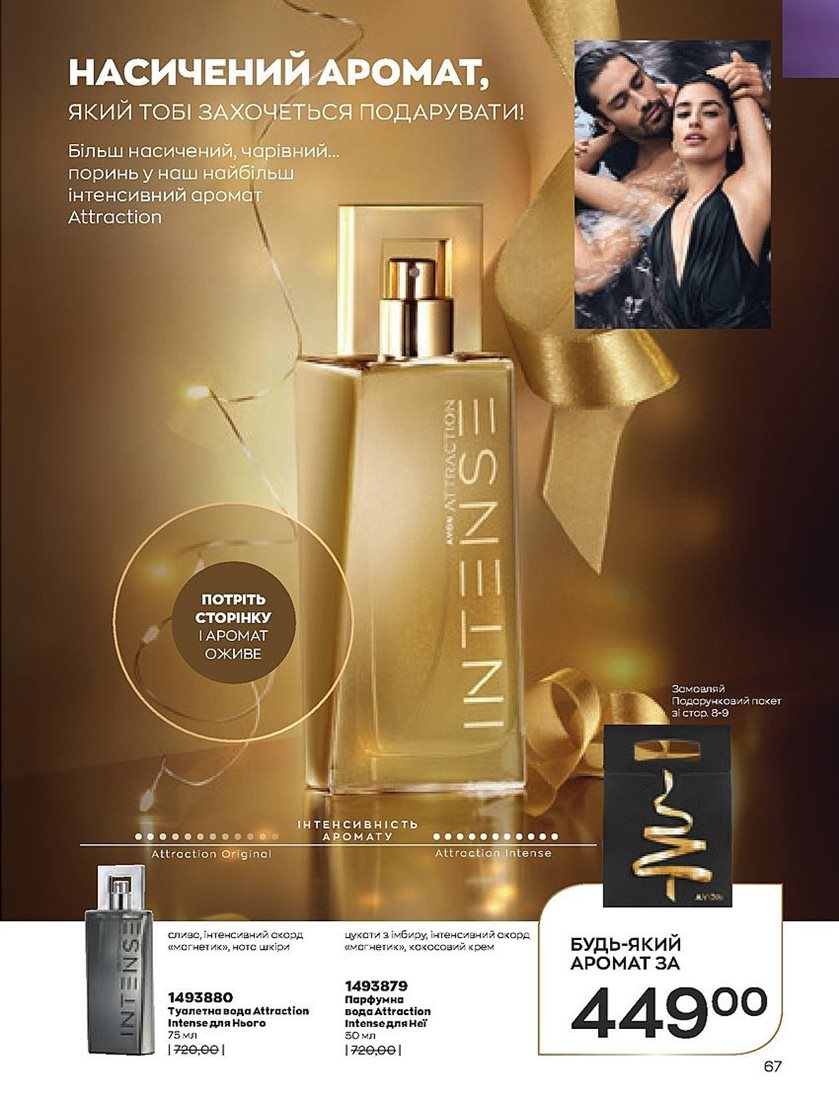 НАСИЧЕНИЙ АРОМАТ,
ЯКИЙ ТОБІ ЗАХОЧЕТЬСЯ ПОДАРУВАТИ!
Більш насичений, чарівний...
поринь у наш найбільш
інтенсивний аромат
Attraction
AVON ATTRACTION
INTENSE
ПОТРІТЬ
СТОРІНКУ
І АРОМАТ
ОЖИВЕ
Замовляй
Подарунковий пакет
зі стор. 8-9
AVON
ІНТЕНСИВНІСТЬ
АРОМАТУ
Attraction Original
Attraction Intense
INTENSE
слива, інтенсивний акорд
«магнетик», нота шкіри
1493880
Туалетна вода Attraction
Intense для Нього
75 мл
| 720,00 |
цукати з імбиру, інтенсивний акорд
«магнетик», кокосовий крем
1493879
Парфумна
вода Attraction
Intense для Неї
50 мл
| 720,00 |
БУДЬ-ЯКИЙ
АРОМАТ ЗА
449⁰⁰
67